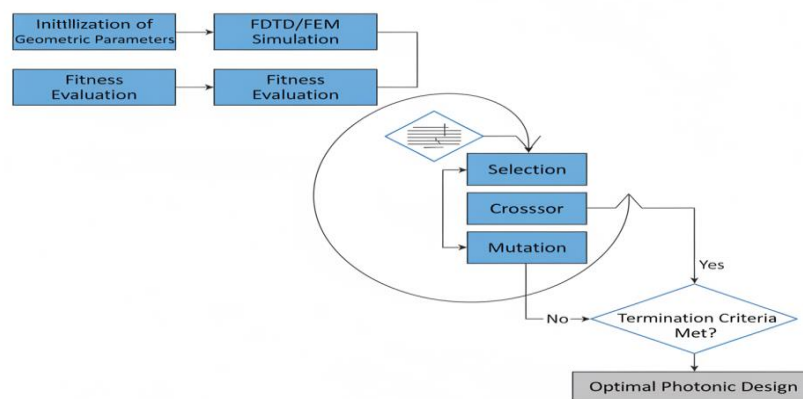 Initillization of
Geometric Parameters
FDTD/FEM
Simulation
Fitness
Evaluation
Fitness
Evaluation
Selection
Crosssor
Mutation
Yes
No
Termination Criteria
Met?
Optimal Photonic Design